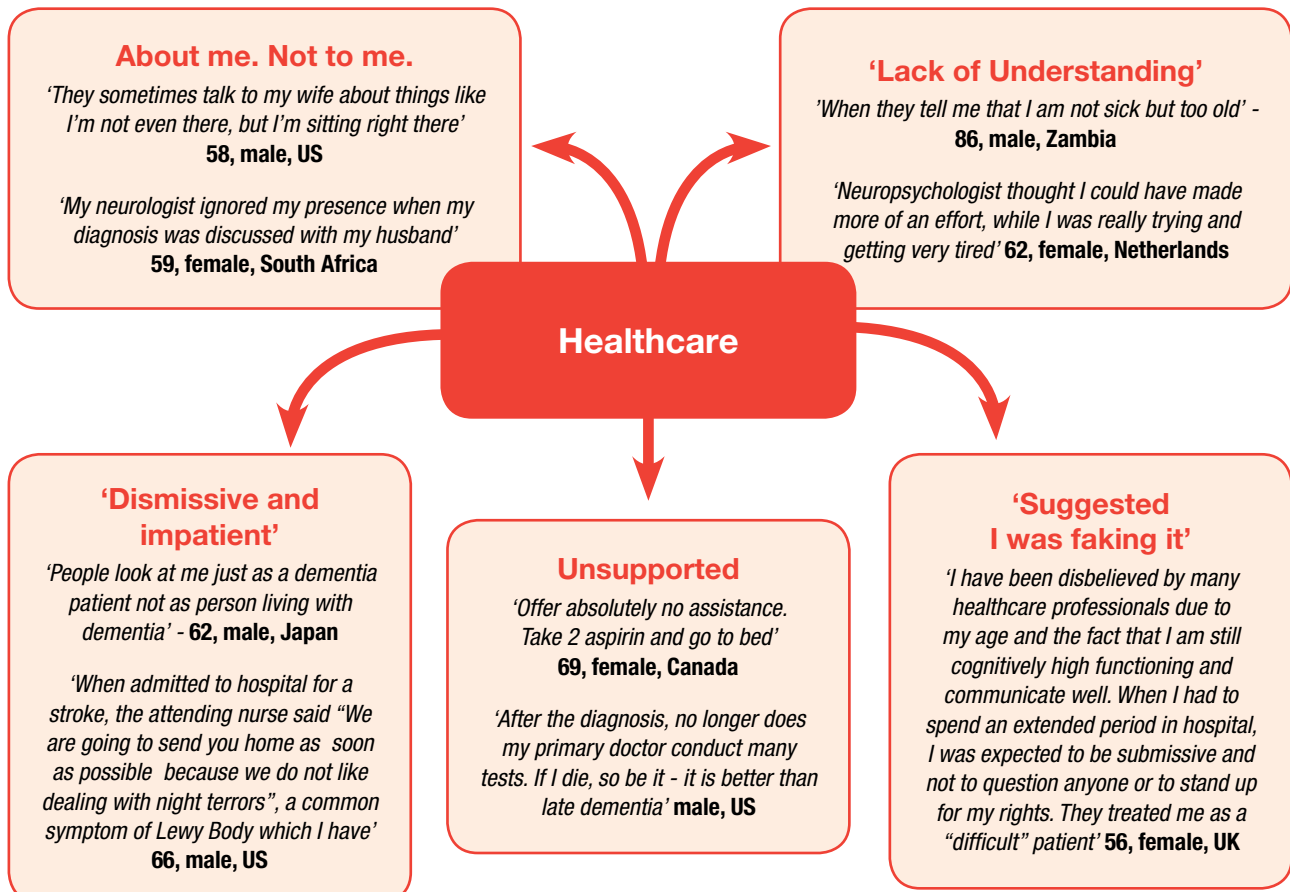 About me. Not to me.
‘They sometimes talk to my wife about things like
I’m not even there, but I’m sitting right there’
58, male, US
‘My neurologist ignored my presence when my
diagnosis was discussed with my husband’
59, female, South Africa
‘Lack of Understanding’
’When they tell me that I am not sick but too old’ -
86, male, Zambia
‘Neuropsychologist thought I could have made
more of an effort, while I was really trying and
getting very tired’ 62, female, Netherlands
Healthcare
‘Dismissive and
impatient’
‘People look at me just as a dementia
patient not as person living with
dementia’ - 62, male, Japan
‘When admitted to hospital for a
stroke, the attending nurse said “We
are going to send you home as soon
as possible because we do not like
dealing with night terrors”, a common
symptom of Lewy Body which I have’
66, male, US
Unsupported
‘Offer absolutely no assistance.
Take 2 aspirin and go to bed’
69, female, Canada
‘After the diagnosis, no longer does
my primary doctor conduct many
tests. If I die, so be it - it is better than
late dementia’ male, US
‘Suggested
I was faking it’
‘I have been disbelieved by many
healthcare professionals due to
my age and the fact that I am still
cognitively high functioning and
communicate well. When I had to
spend an extended period in hospital,
I was expected to be submissive and
not to question anyone or to stand up
for my rights. They treated me as a
“difficult” patient’ 56, female, UK